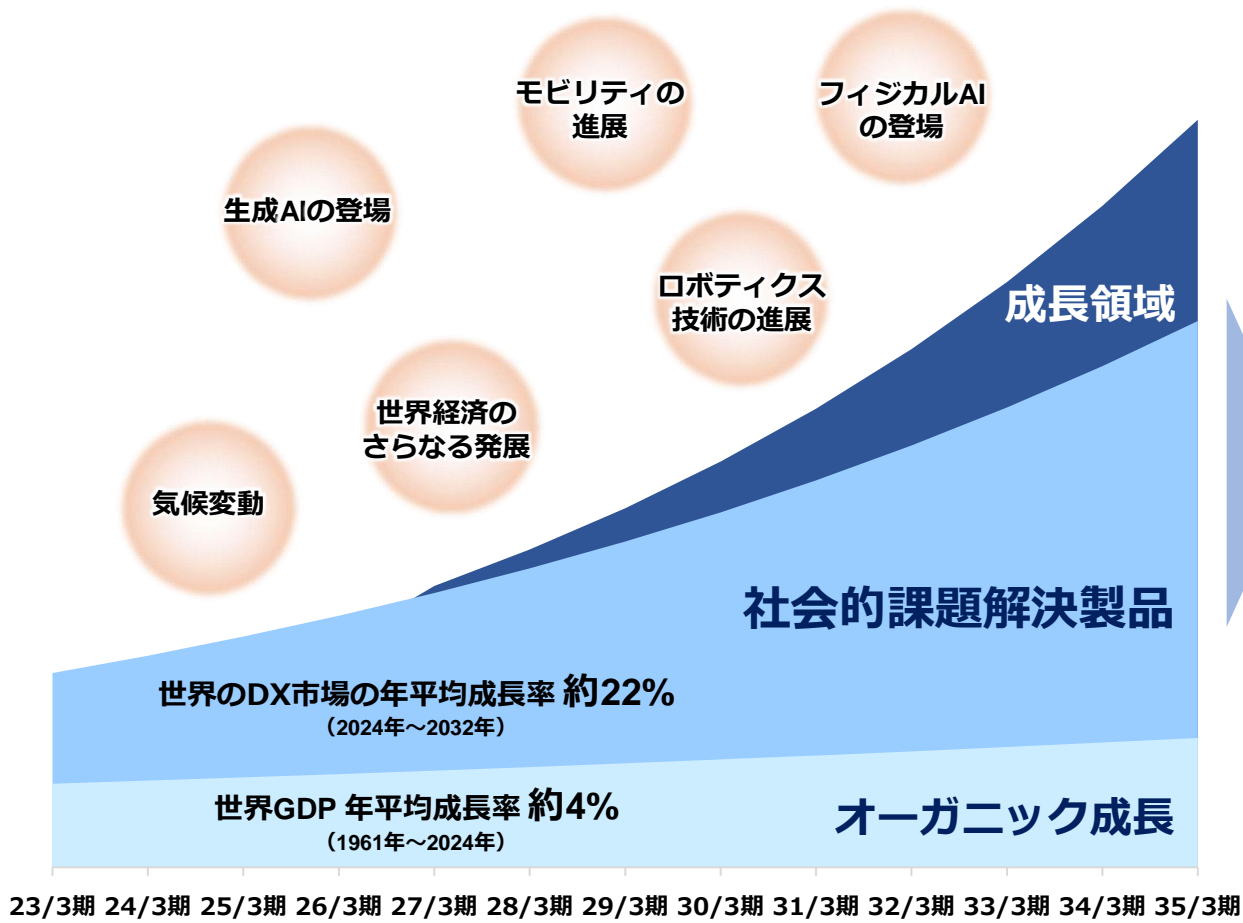 モビリティの
進展
フィジカルAI
の登場
生成AIの登場
ロボティクス
技術の進展
成長領域
世界経済の
さらなる発展
気候変動
社会的課題解決製品
世界のDX市場の年平均成長率 約22%
（2024年～2032年）
世界GDP 年平均成長率 約4%
（1961年～2024年）
オーガニック成長
23/3期 24/3期 25/3期 26/3期 27/3期 28/3期 29/3期 30/3期 31/3期 32/3期 33/3期 34/3期 35/3期